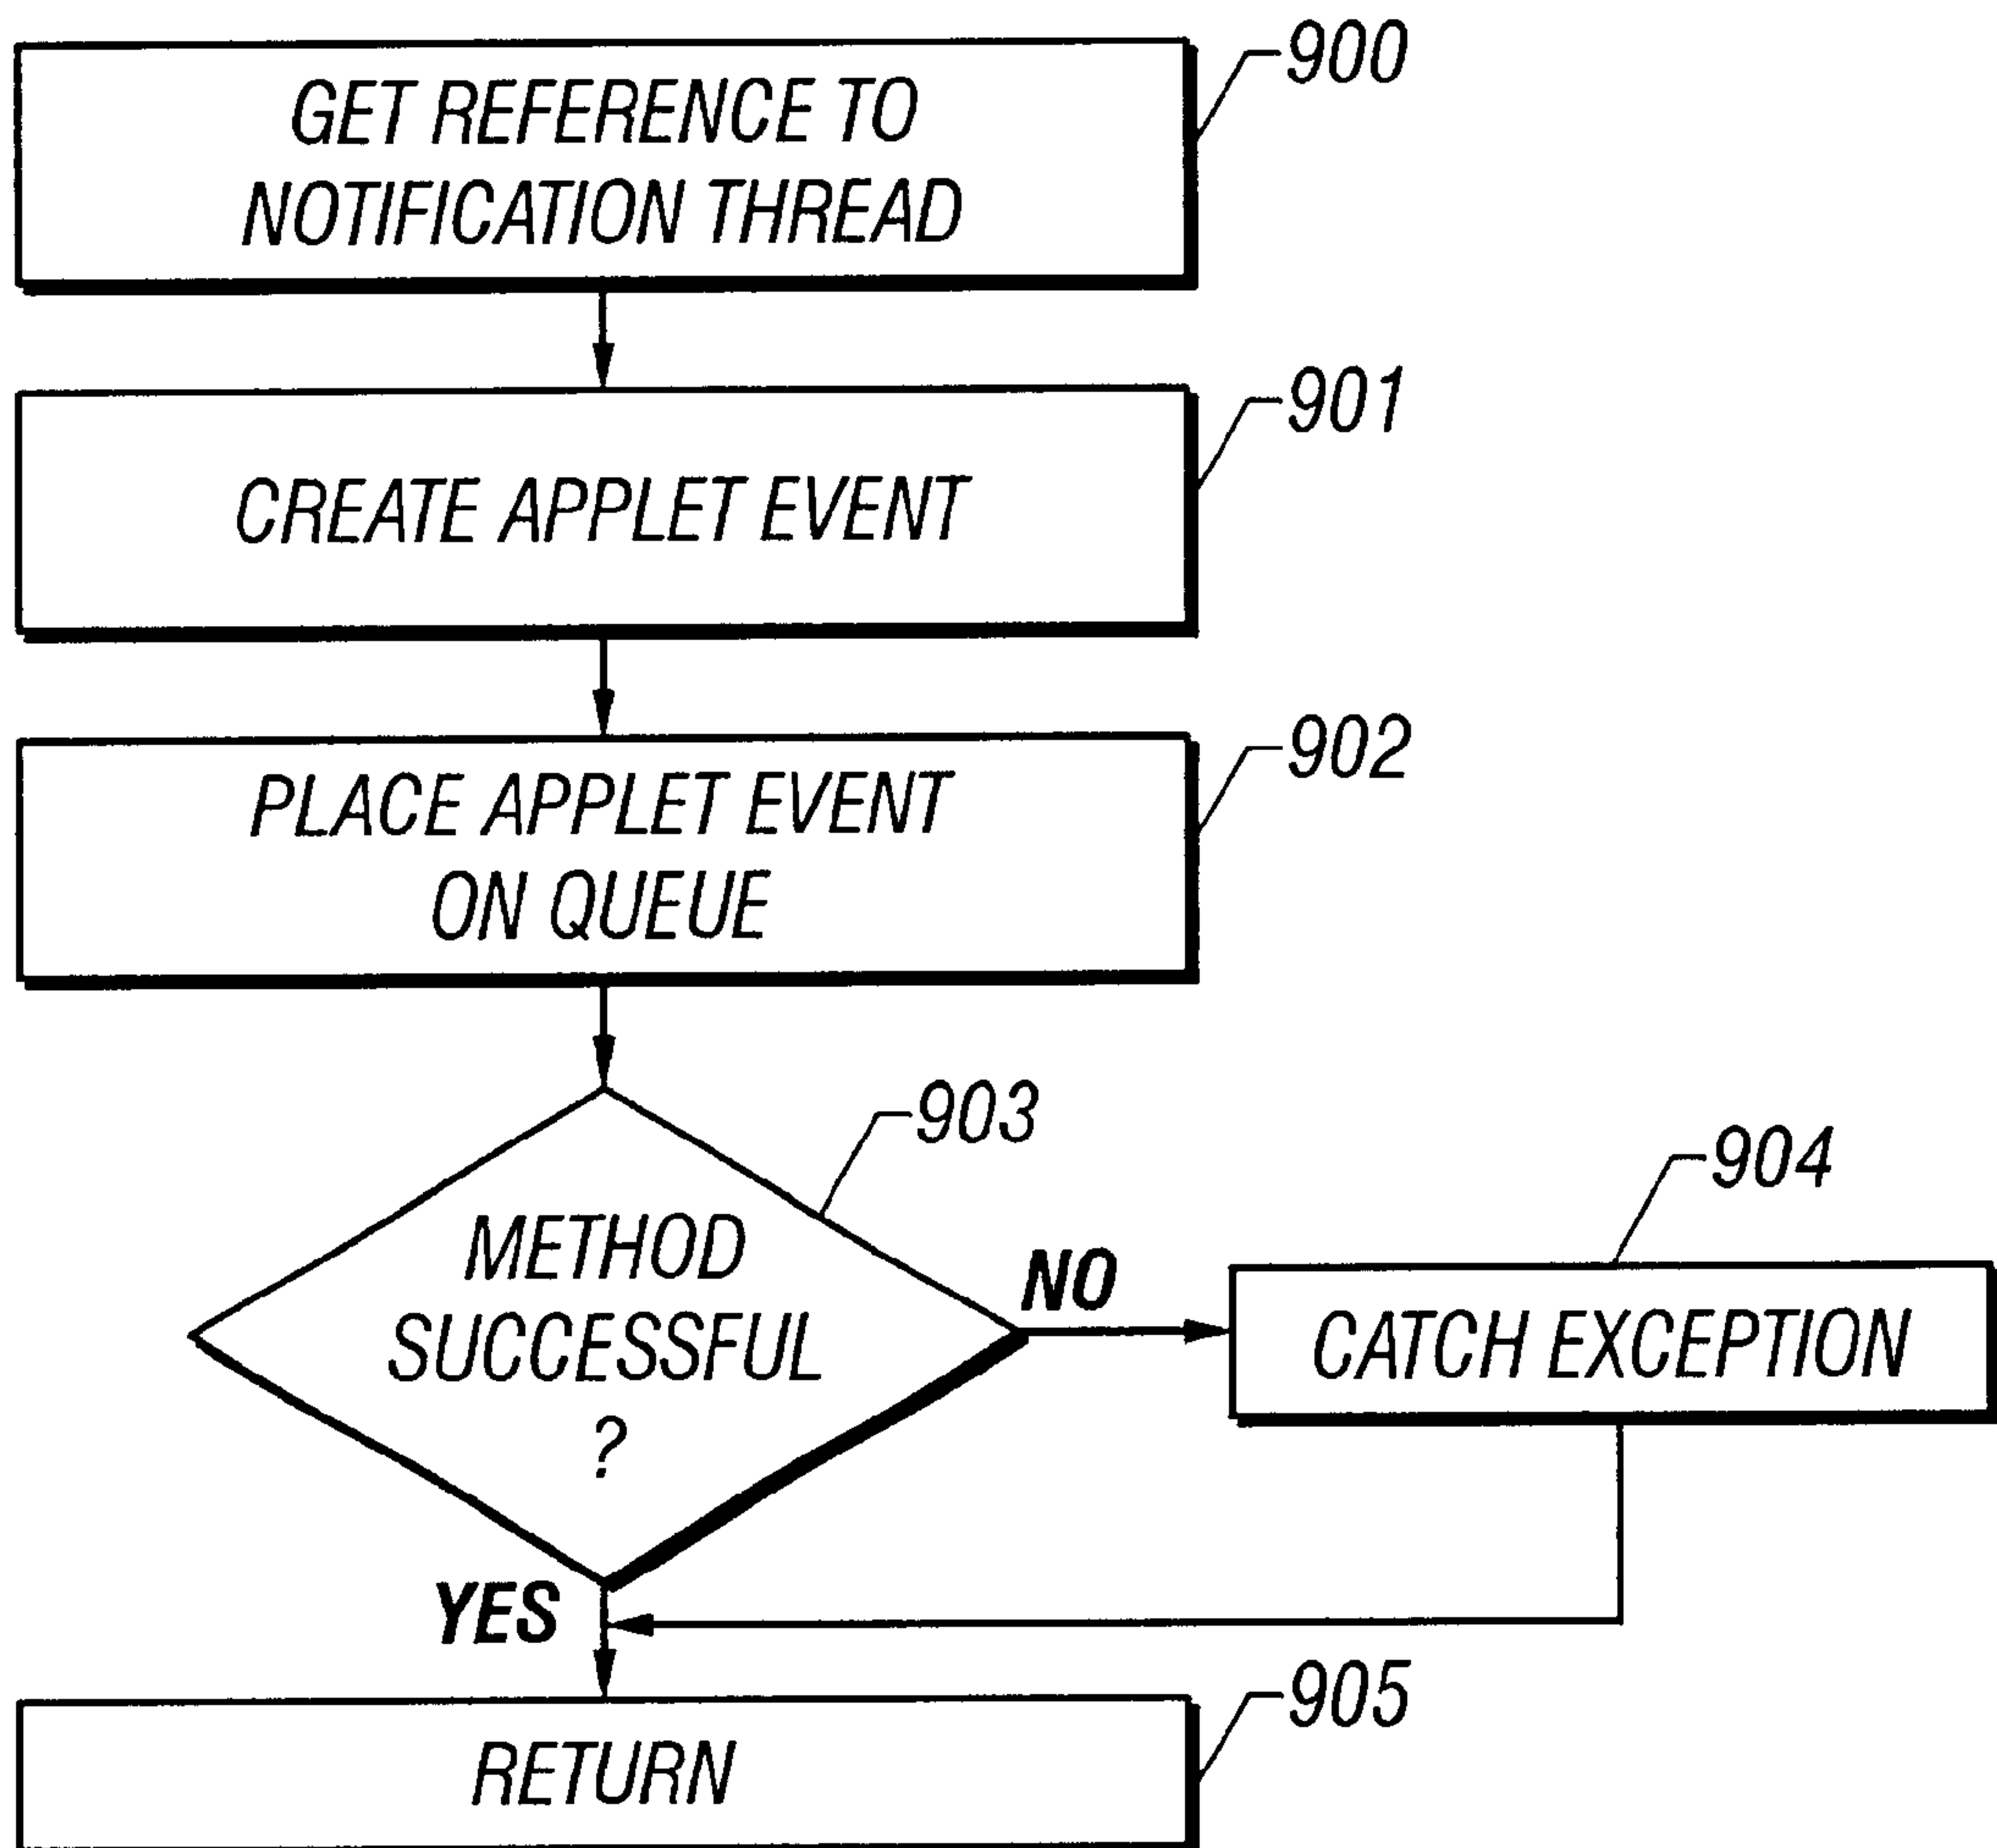 900
GET REFERENCE TO
NOTIFICATION THREAD
901
CREATE APPLET EVENT
902
PLACE APPLET EVENT
ON QUEUE
903
METHOD
SUCCESSFUL
?
NO
904
CATCH EXCEPTION
YES
905
RETURN